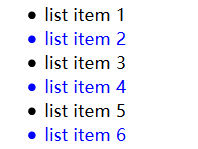 • list item 1
• list item 2
• list item 3
• list item 4
• list item 5
• list item 6